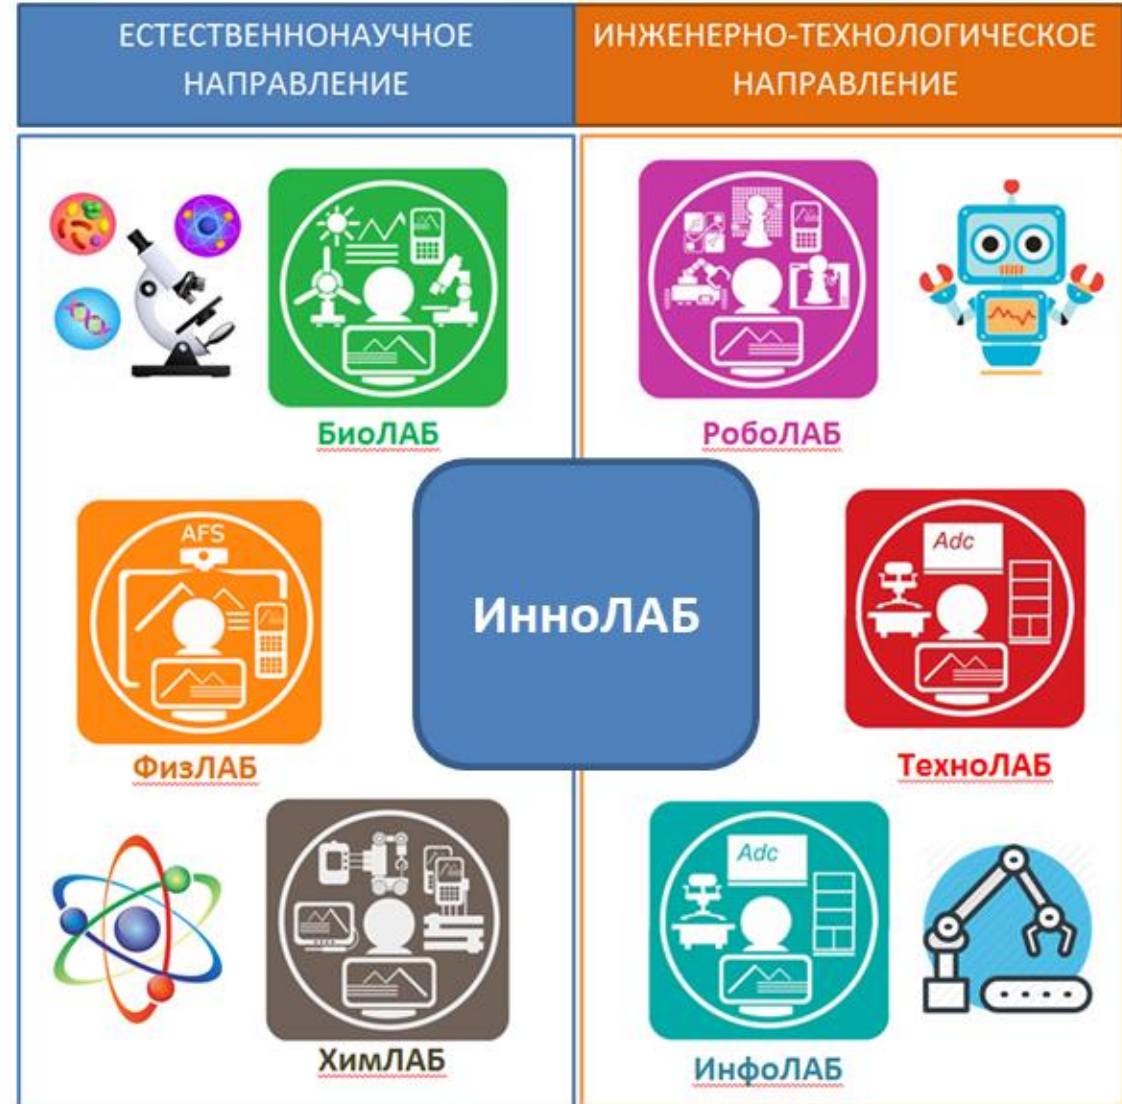 ЕСТЕСТВЕННОНАУЧНОЕ
НАПРАВЛЕНИЕ
ИНЖЕНЕРНО-ТЕХНОЛОГИЧЕСКОЕ
НАПРАВЛЕНИЕ
БиоЛАБ
РобоЛАБ
AFS
ИнноЛАБ
Adc
ФизЛАБ
ТехноЛАБ
Adc
ХимЛАБ
ИнфоЛАБ